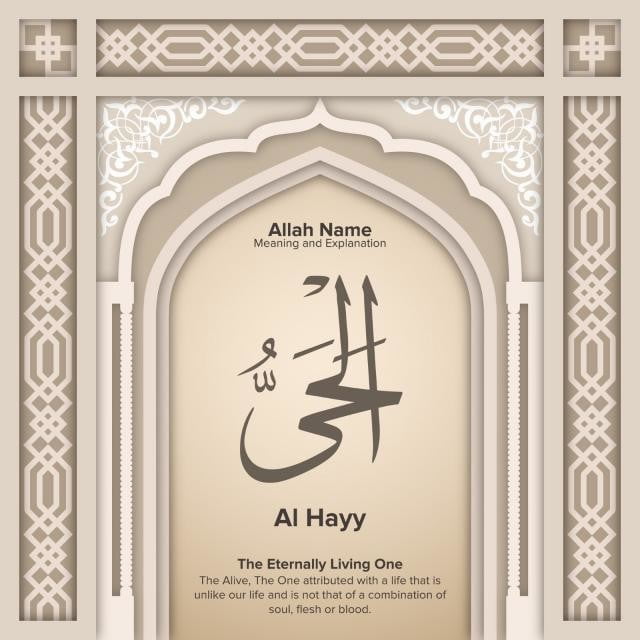 Allah Name
Meaning and Explanation
الْحَيُّ
Al Hayy
The Eternally Living One
The Alive, The One attributed with a life that is
unlike our life and is not that of a combination of
soul, flesh or blood.